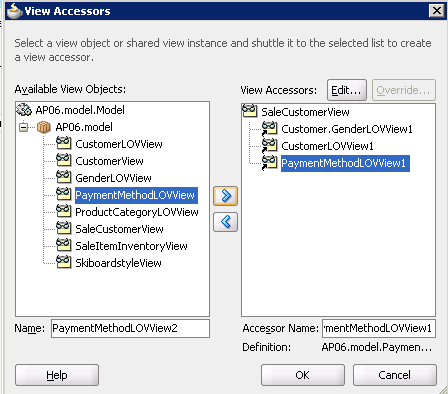 View Accessors
Select a view object or shared view instance and shuttle it to the selected list to create
a view accessor.
Available View Objects:
AP06.model.Model
AP06.model
CustomerLOVView
CustomerView
GenderLOVView
PaymentMethodLOVView
ProductCategoryLOVView
SaleCustomerView
SaleItemInventoryView
SkiboardstyleView
Name: PaymentMethodLOVView2
View Accessors: Edit... Override...
SaleCustomerView
Customer.GenderLOVView1
CustomerLOVView1
PaymentMethodLOVView1
Accessor Name: rmentMethodLOVView1
Definition: AP06.model.Paymen...
Help OK Cancel